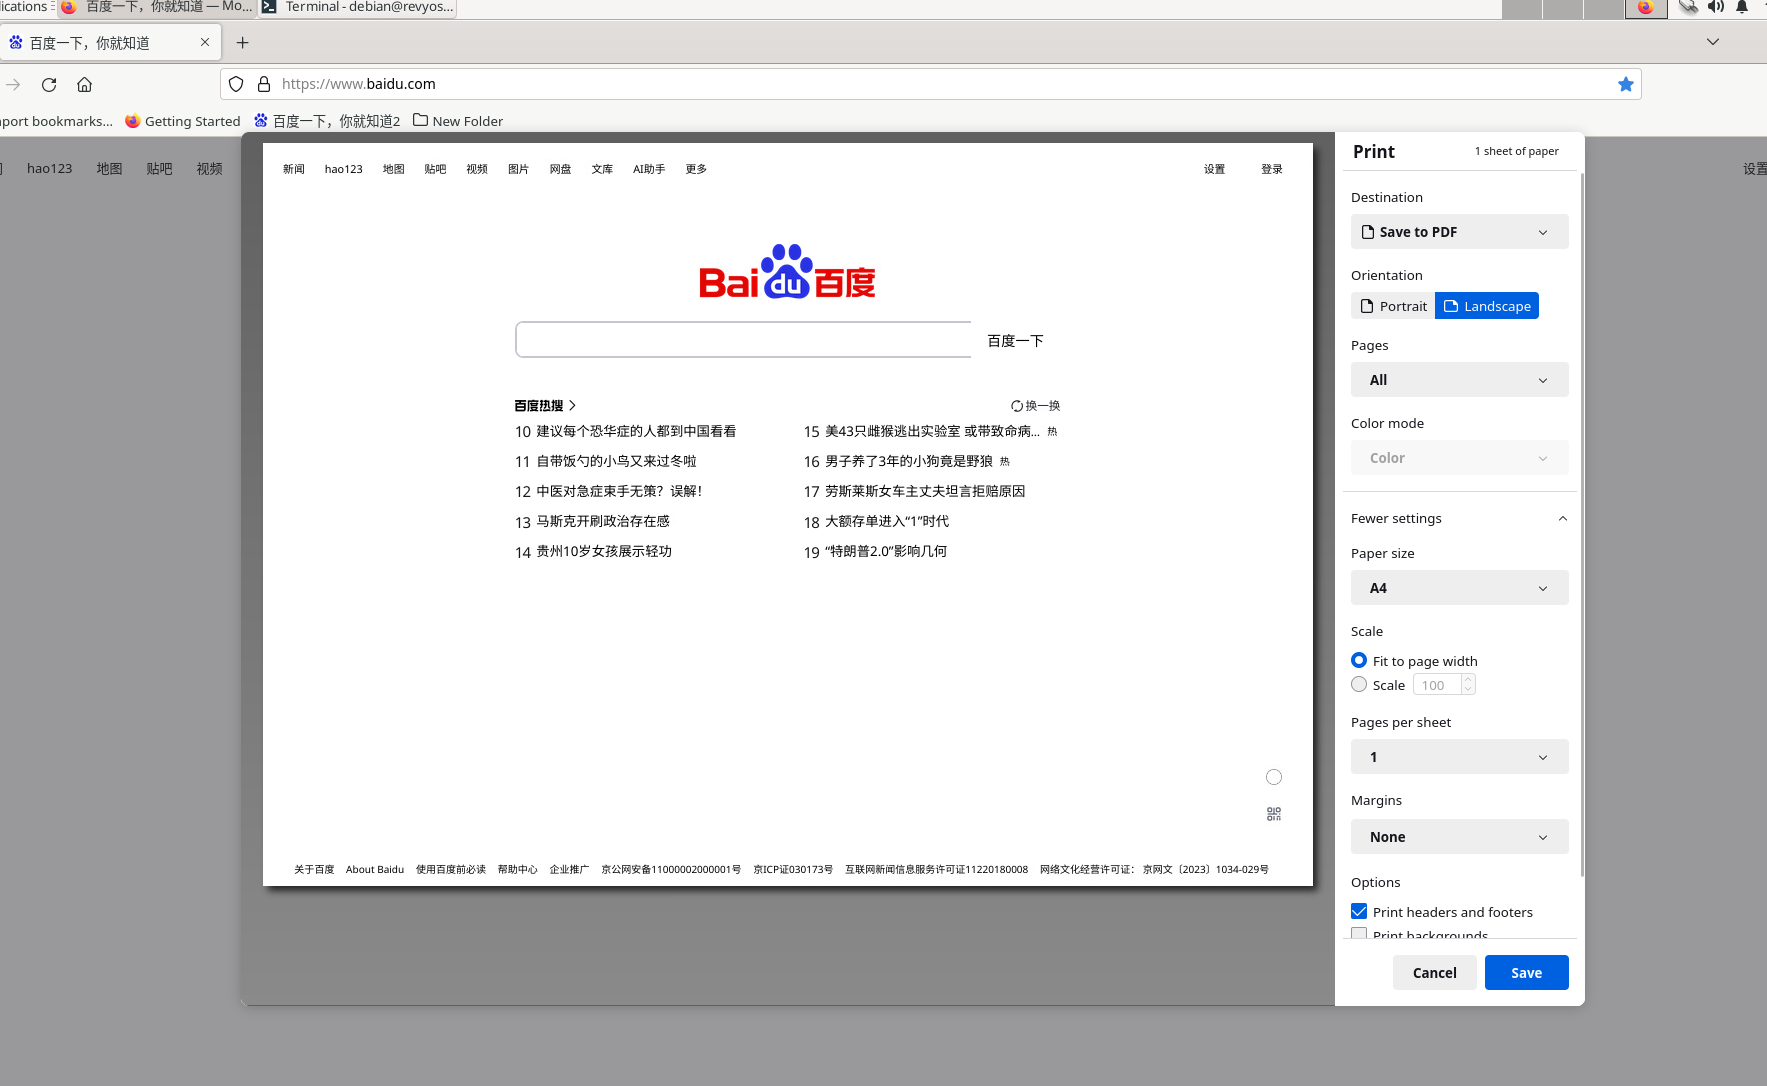 ications
百度一下，你就知道 — Mo...
Terminal - debian@revyos...
百度一下，你就知道
https://www.baidu.com
port bookmarks...
Getting Started
百度一下，你就知道2
New Folder
hao123
地图
贴吧
视频
设置
新闻 hao123 地图 贴吧 视频 图片 网盘 文库 AI助手 更多 设置 登录
Bai du 百度
百度一下
百度热搜
换一换
10 建议每个恐华症的人都到中国看看
11 自带饭勺的小鸟又来过冬啦
12 中医对急症束手无策？误解！
13 马斯克开刷政治存在感
14 贵州10岁女孩展示轻功
15 美43只雌猴逃出实验室 或带致命病... 热
16 男子养了3年的小狗竟是野狼 热
17 劳斯莱斯女车主丈夫坦言拒赔原因
18 大额存单进入“1”时代
19 “特朗普2.0”影响几何
关于百度 About Baidu 使用百度前必读 帮助中心 企业推广 京公网安备11000002000001号 京ICP证030173号 互联网新闻信息服务许可证11220180008 网络文化经营许可证： 京网文〔2023〕1034-029号
Print
1 sheet of paper
Destination
Save to PDF
Orientation
Portrait
Landscape
Pages
All
Color mode
Color
Fewer settings
Paper size
A4
Scale
Fit to page width
Scale 100
Pages per sheet
1
Margins
None
Options
Print headers and footers
Print backgrounds
Cancel
Save